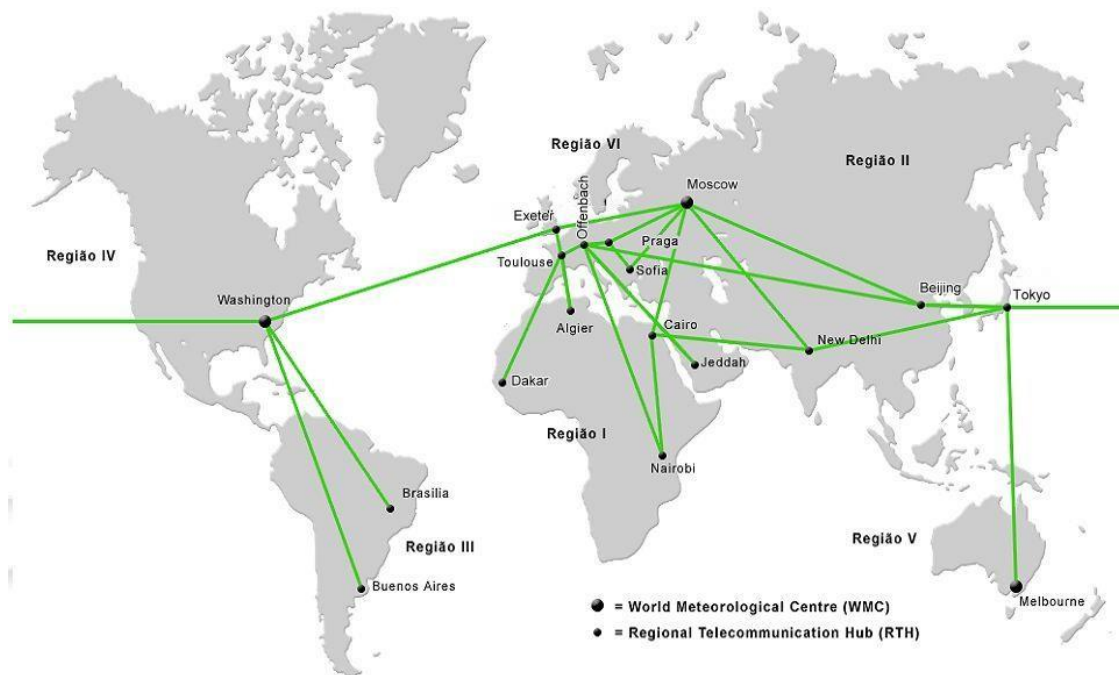 Região VI
Região II
Moscow
Exeter
Offenbach
Região IV
Praga
Toulouse
Sofia
Washington
Beijing
Tokyo
Algier
Cairo
New Delhi
Jeddah
Dakar
Região I
Nairobi
Brasilia
Região III
Região V
Buenos Aires
Melbourne
= World Meteorological Centre (WMC)
= Regional Telecommunication Hub (RTH)